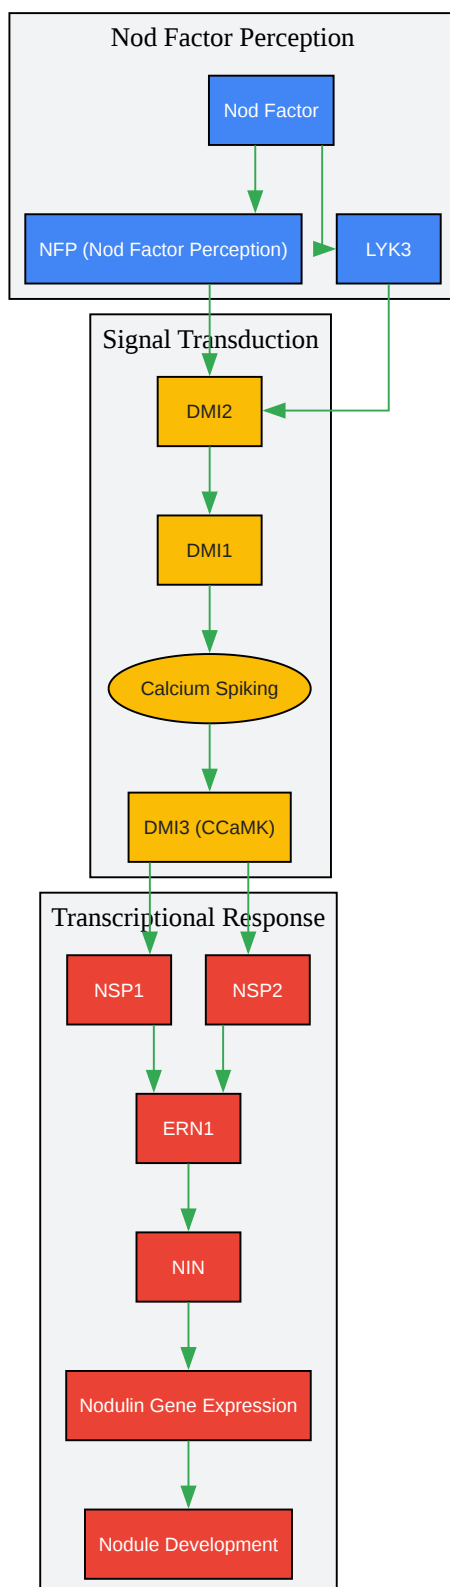 Nod Factor Perception
Nod Factor
NFP (Nod Factor Perception)
LYK3
Signal Transduction
DMI2
DMI1
Calcium Spiking
DMI3 (CCaMK)
Transcriptional Response
NSP1
NSP2
ERN1
NIN
Nodulin Gene Expression
Nodule Development